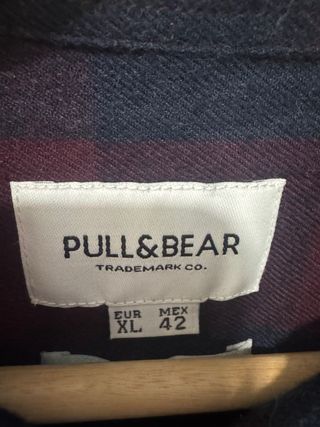 PULL&BEAR
TRADEMARK CO.
EUR MEX
XL 42